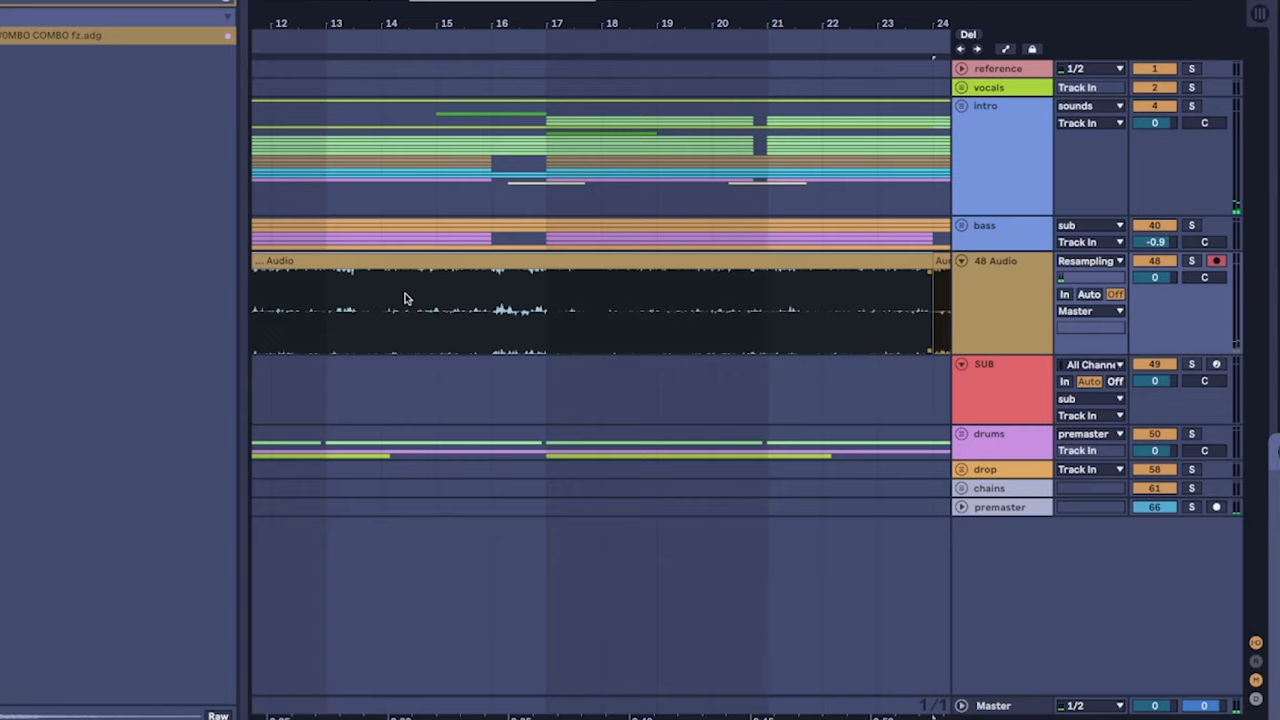 12 13 14 15 16 17 18 19 20 21 22 23 24
COMBO fz.adg
Del
reference 1/2 1 S
vocals Track In 2 S
intro sounds 4 S
Track In 0 C
bass sub 40 S
Track In -0.9 C
... Audio
48 Audio Resampling 48 S
0 C
In Auto Off
Master
SUB All Channe 49 S
In Auto Off 0 C
sub
Track In
drums premaster 50 S
Track In 0 C
drop Track In 58 S
chains 61 S
premaster 66 S
H
R
M
D
1/1
Master 1/2 0 0
Raw